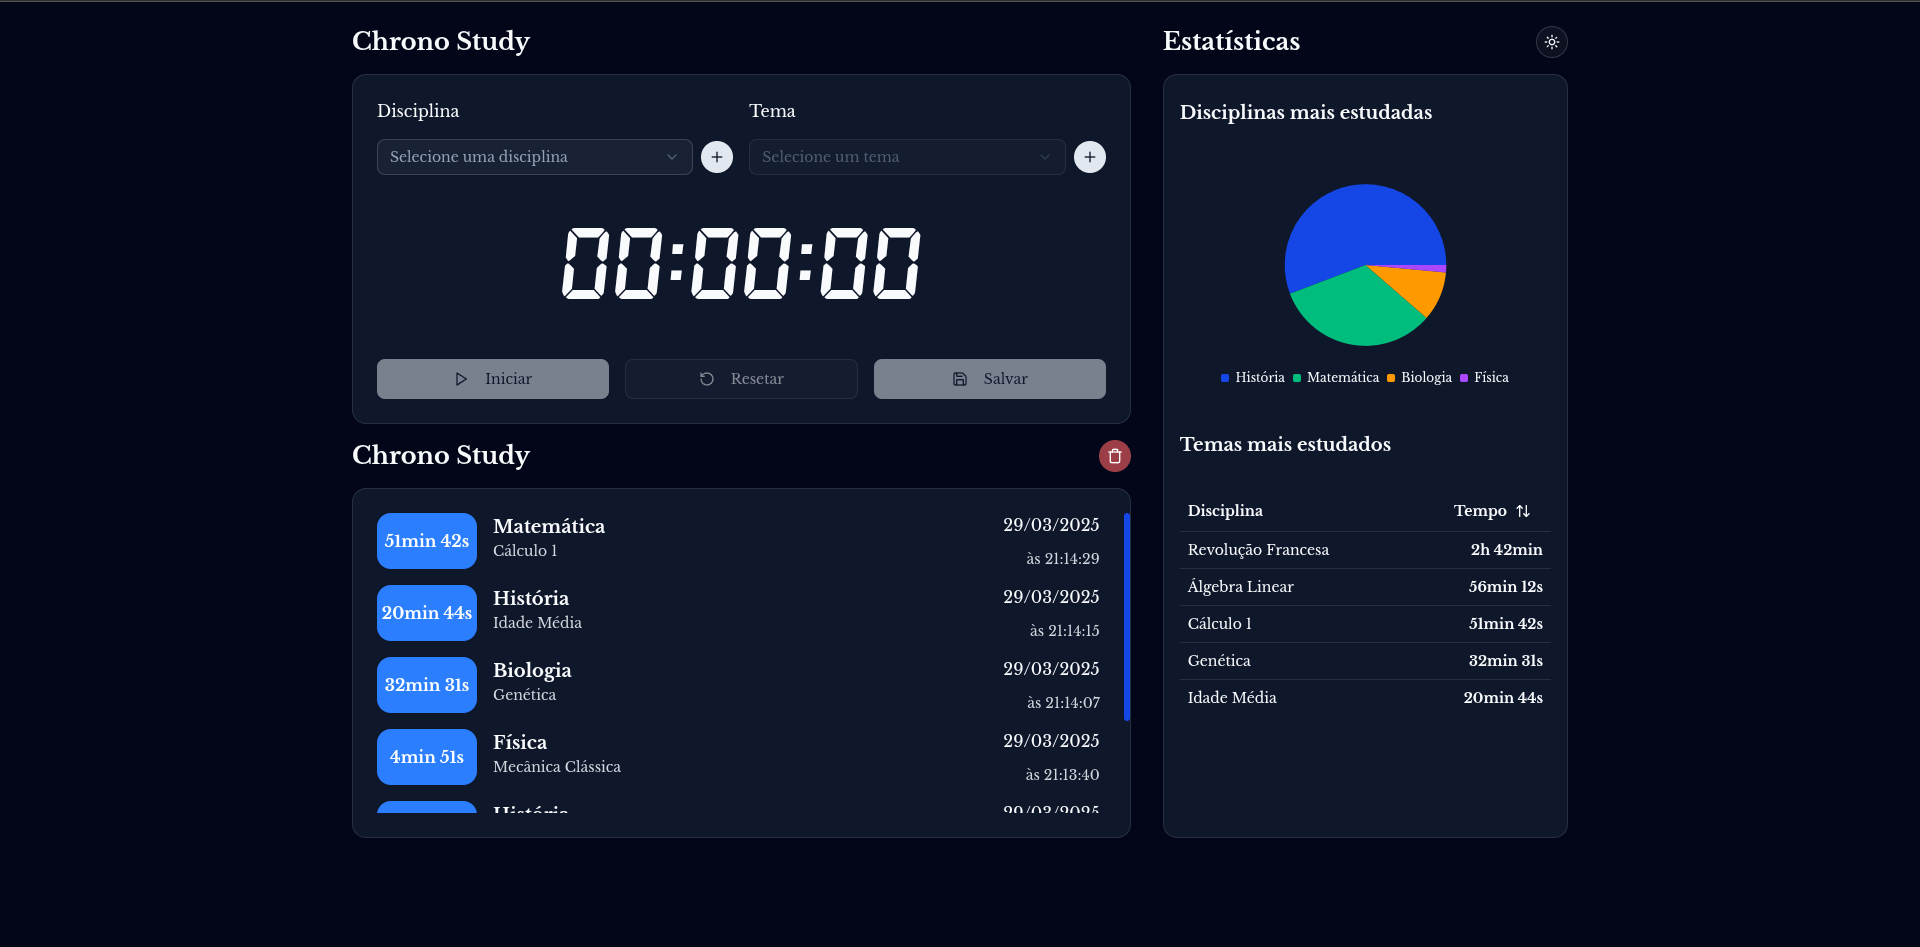 Chrono Study
Disciplina
Tema
Selecione uma disciplina
Selecione um tema
00:00:00
Iniciar
Resetar
Salvar
Chrono Study
51min 42s
Matemática
Cálculo 1
29/03/2025
às 21:14:29
20min 44s
História
Idade Média
29/03/2025
às 21:14:15
32min 31s
Biologia
Genética
29/03/2025
às 21:14:07
4min 51s
Física
Mecânica Clássica
29/03/2025
às 21:13:40
História
29/03/2025
Estatísticas
Disciplinas mais estudadas
História Matemática Biologia Física
Temas mais estudados
Disciplina Tempo
Revolução Francesa 2h 42min
Álgebra Linear 56min 12s
Cálculo 1 51min 42s
Genética 32min 31s
Idade Média 20min 44s